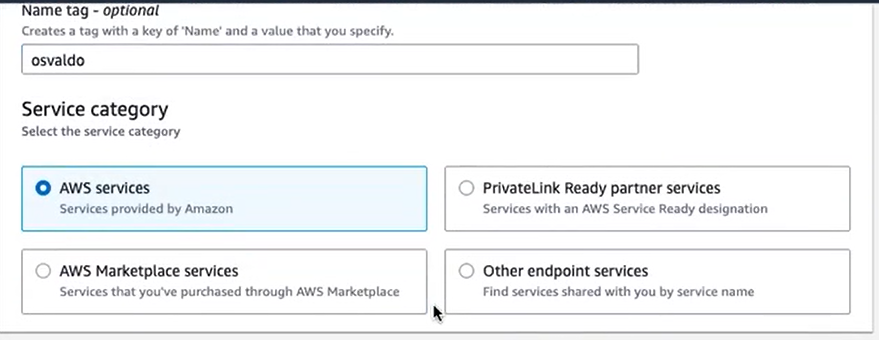 Name tag - optional
Creates a tag with a key of 'Name' and a value that you specify.
osvaldo
Service category
Select the service category
AWS services
Services provided by Amazon
PrivateLink Ready partner services
Services with an AWS Service Ready designation
AWS Marketplace services
Services that you've purchased through AWS Marketplace
Other endpoint services
Find services shared with you by service name